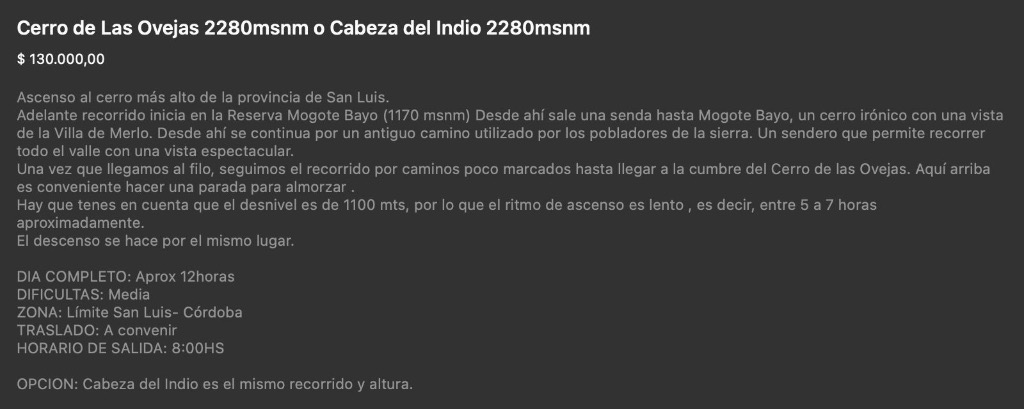 Cerro de Las Ovejas 2280msnm o Cabeza del Indio 2280msnm
$ 130.000,00
Ascenso al cerro más alto de la provincia de San Luis.
Adelante recorrido inicia en la Reserva Mogote Bayo (1170 msnm) Desde ahí sale una senda hasta Mogote Bayo, un cerro irónico con una vista
de la Villa de Merlo. Desde ahí se continua por un antiguo camino utilizado por los pobladores de la sierra. Un sendero que permite recorrer
todo el valle con una vista espectacular.
Una vez que llegamos al filo, seguimos el recorrido por caminos poco marcados hasta llegar a la cumbre del Cerro de las Ovejas. Aquí arriba
es conveniente hacer una parada para almorzar .
Hay que tenes en cuenta que el desnivel es de 1100 mts, por lo que el ritmo de ascenso es lento , es decir, entre 5 a 7 horas
aproximadamente.
El descenso se hace por el mismo lugar.
DIA COMPLETO: Aprox 12horas
DIFICULTAS: Media
ZONA: Límite San Luis- Córdoba
TRASLADO: A convenir
HORARIO DE SALIDA: 8:00HS
OPCION: Cabeza del Indio es el mismo recorrido y altura.